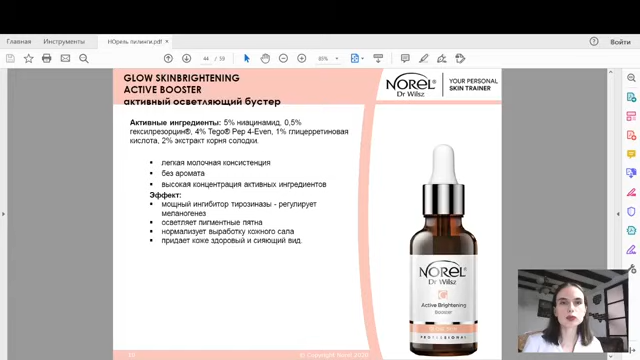 Главная
Инструменты
НОрель пилинги.pdf
×
Войти
44 / 59
85%
GLOW SKINBRIGHTENING
ACTIVE BOOSTER
активный осветляющий бустер
NOREL
Dr Wilsz
YOUR PERSONAL
SKIN TRAINER
Активные ингредиенты: 5% ниацинамид, 0,5%
гексилрезорцин®, 4% Tego® Pep 4-Even, 1% глицерретиновая
кислота, 2% экстракт корня солодки.
легкая молочная консистенция
без аромата
высокая концентрация активных ингредиентов
Эффект:
мощный ингибитор тирозиназы - регулирует
меланогенез
осветляет пигментные пятна
нормализует выработку кожного сала
придает коже здоровый и сияющий вид.
NOREL
Dr Wilsz
Active Brightening
Booster
PROFESSIONAL
© Copyright Norel 2020